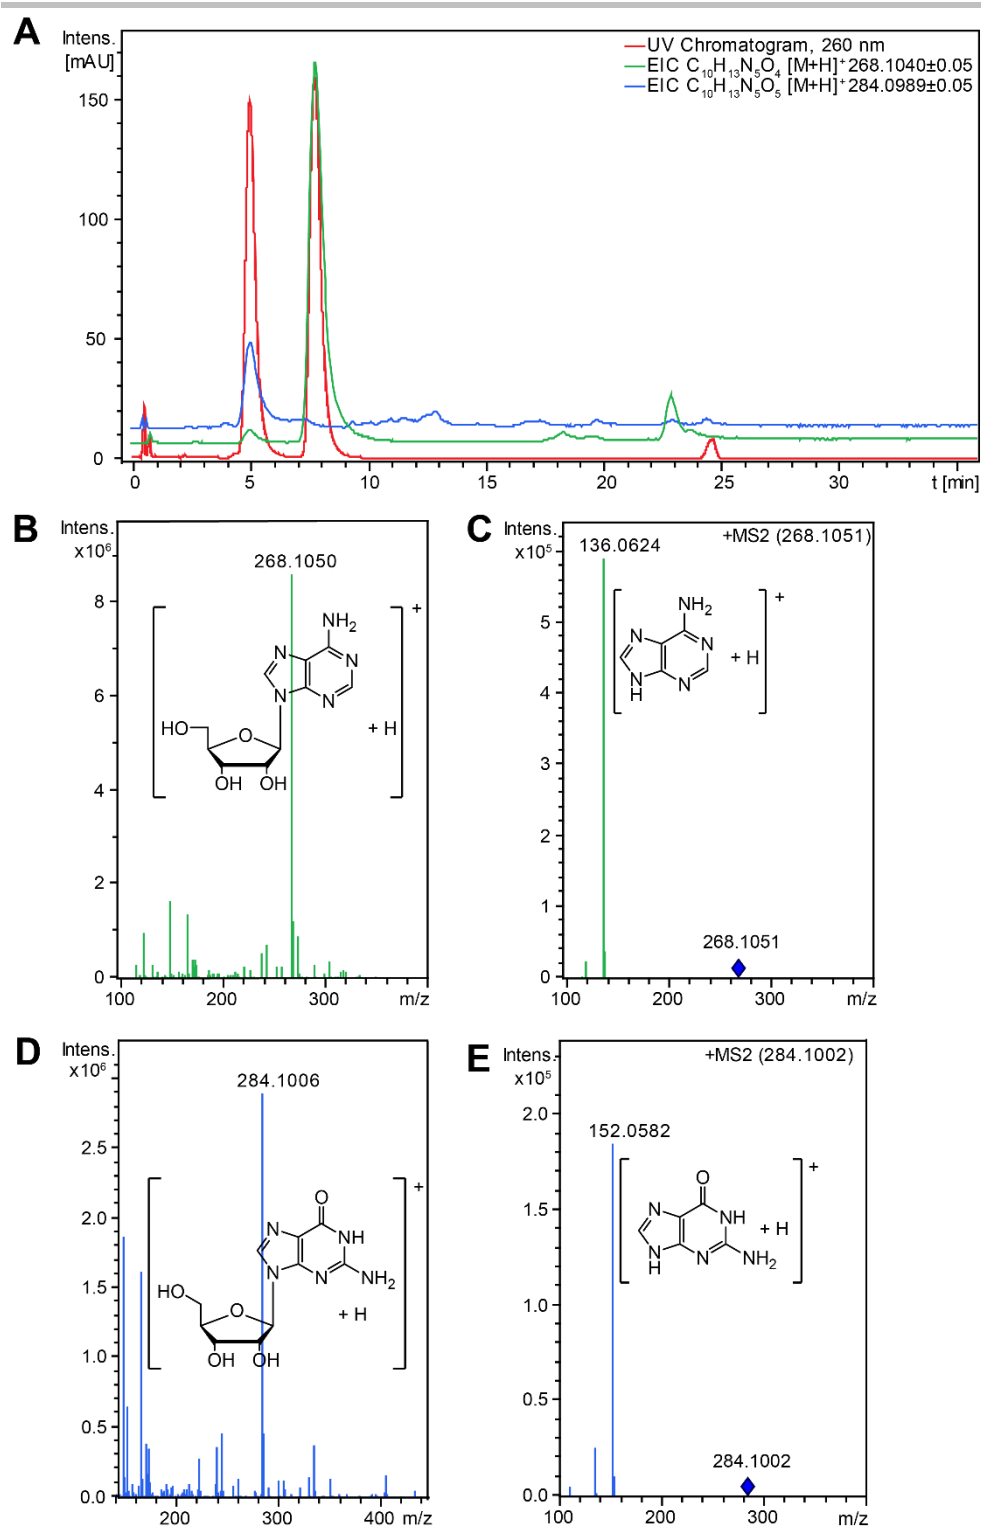 A
Intens.
[mAU]
UV Chromatogram, 260 nm
EIC C₁₀H₁₃N₅O₄ [M+H]⁺ 268.1040±0.05
EIC C₁₀H₁₃N₅O₅ [M+H]⁺ 284.0989±0.05
150
100
50
0
0 5 10 15 20 25 30 t [min]
B
Intens.
x10⁶
268.1050
8
6
4
2
0
100 200 300 m/z
NH₂
N N
N N
HO O
OH OH
+ H
+
C
Intens.
x10⁵
+MS2 (268.1051)
136.0624
5
4
3
2
1
0
100 200 300 m/z
NH₂
N N
N N
H
+ H
+
268.1051
D
Intens.
x10⁶
284.1006
2.5
2.0
1.5
1.0
0.5
0.0
200 300 400 m/z
O
N NH
N N NH₂
HO O
OH OH
+ H
+
E
Intens.
x10⁵
+MS2 (284.1002)
152.0582
2.0
1.5
1.0
0.5
0.0
100 200 300 m/z
O
N NH
N N NH₂
H
+ H
+
284.1002